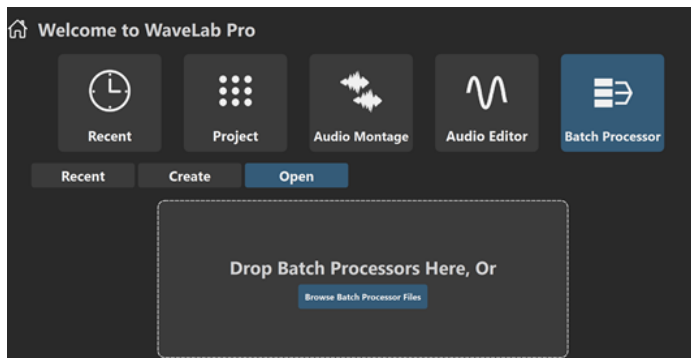 Welcome to WaveLab Pro
Recent Project Audio Montage Audio Editor Batch Processor
Recent Create Open
Drop Batch Processors Here, Or
Browse Batch Processor Files